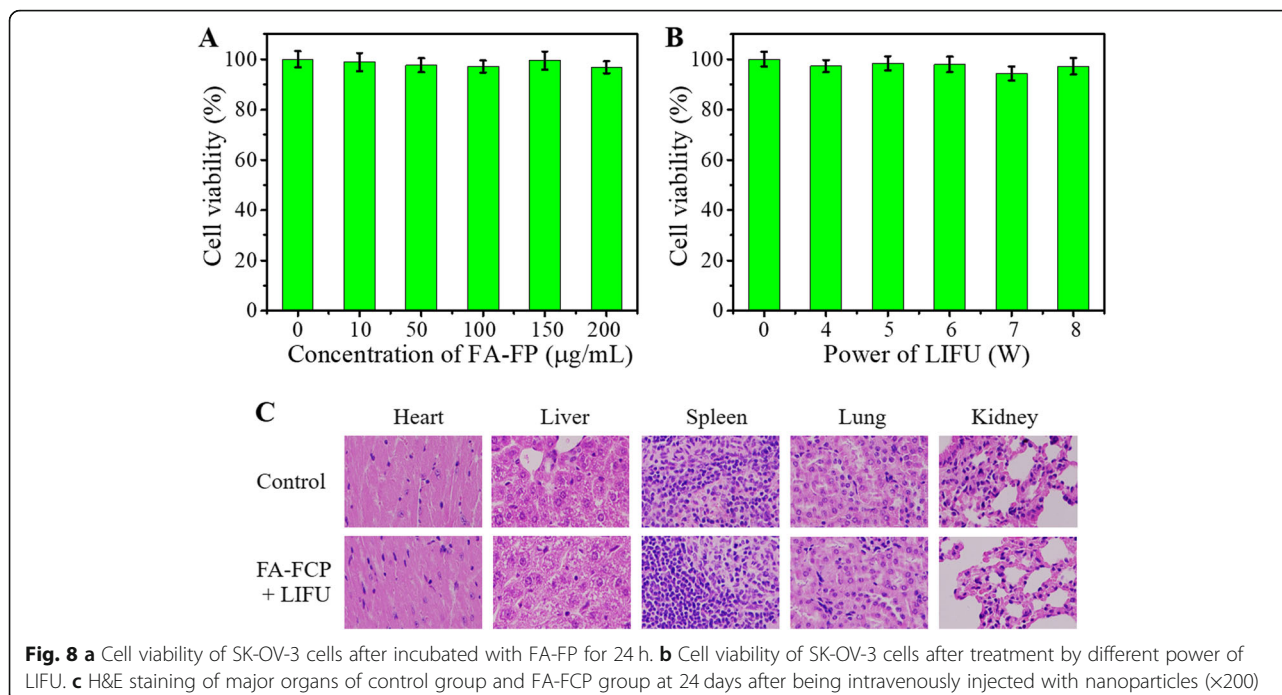 A
Cell viability (%)
100
80
60
40
20
0
0 10 50 100 150 200
Concentration of FA-FP (μg/mL)
B
Cell viability (%)
100
80
60
40
20
0
0 4 5 6 7 8
Power of LIFU (W)
C
Heart Liver Spleen Lung Kidney
Control
FA-FCP
+ LIFU
Fig. 8 a Cell viability of SK-OV-3 cells after incubated with FA-FP for 24 h. b Cell viability of SK-OV-3 cells after treatment by different power of
LIFU. c H&E staining of major organs of control group and FA-FCP group at 24 days after being intravenously injected with nanoparticles (×200)